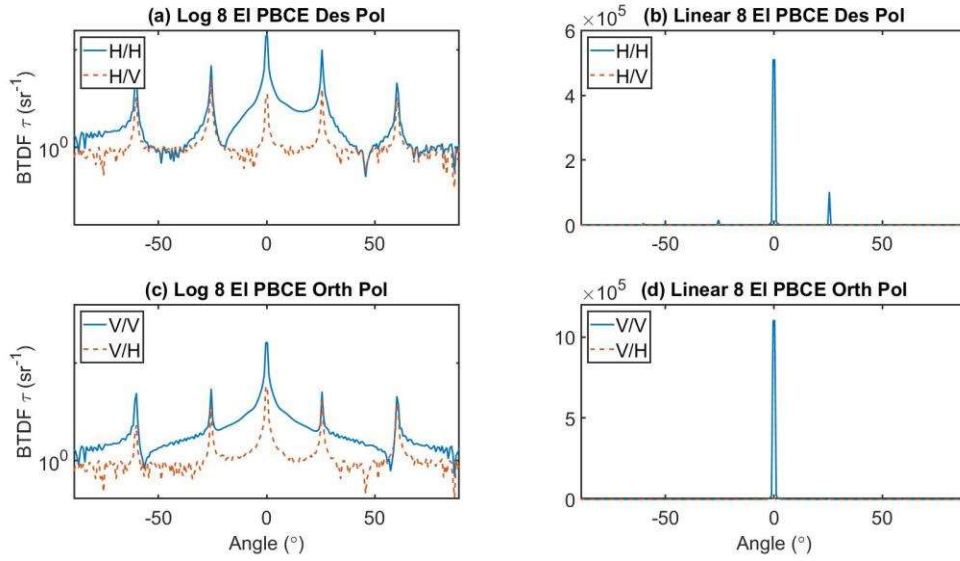 (a) Log 8 El PBCE Des Pol
H/H
H/V
BTDF τ (sr⁻¹)
10⁰
-50 0 50
(b) Linear 8 El PBCE Des Pol
×10⁵
H/H
H/V
6
4
2
0
-50 0 50
(c) Log 8 El PBCE Orth Pol
V/V
V/H
BTDF τ (sr⁻¹)
10⁰
-50 0 50
Angle (°)
(d) Linear 8 El PBCE Orth Pol
×10⁵
V/V
V/H
10
5
0
-50 0 50
Angle (°)